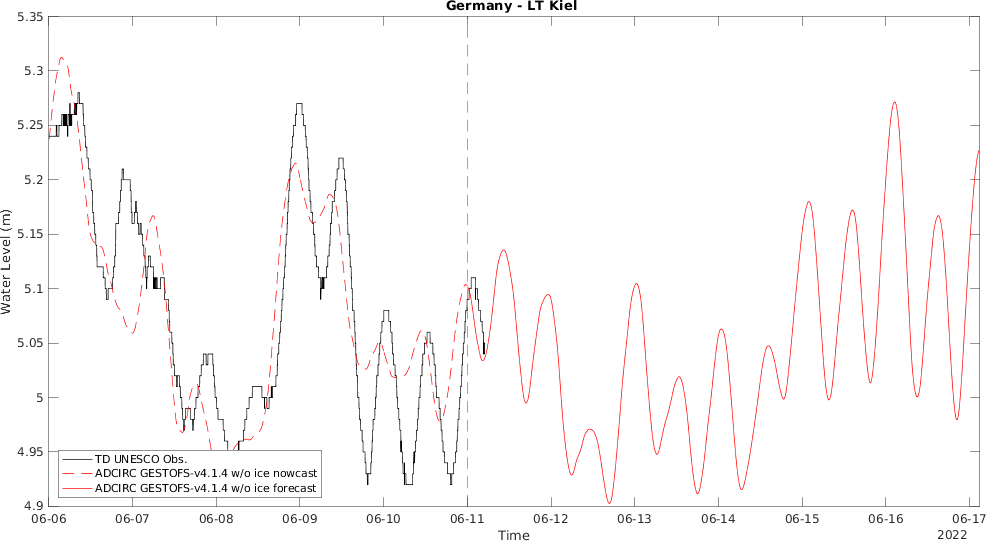 Germany - LT Kiel
Water Level (m)
5.35
5.3
5.25
5.2
5.15
5.1
5.05
5
4.95
4.9
TD UNESCO Obs.
ADCIRC GESTOFS-v4.1.4 w/o ice nowcast
ADCIRC GESTOFS-v4.1.4 w/o ice forecast
06-06 06-07 06-08 06-09 06-10 06-11 06-12 06-13 06-14 06-15 06-16 06-17
Time
2022